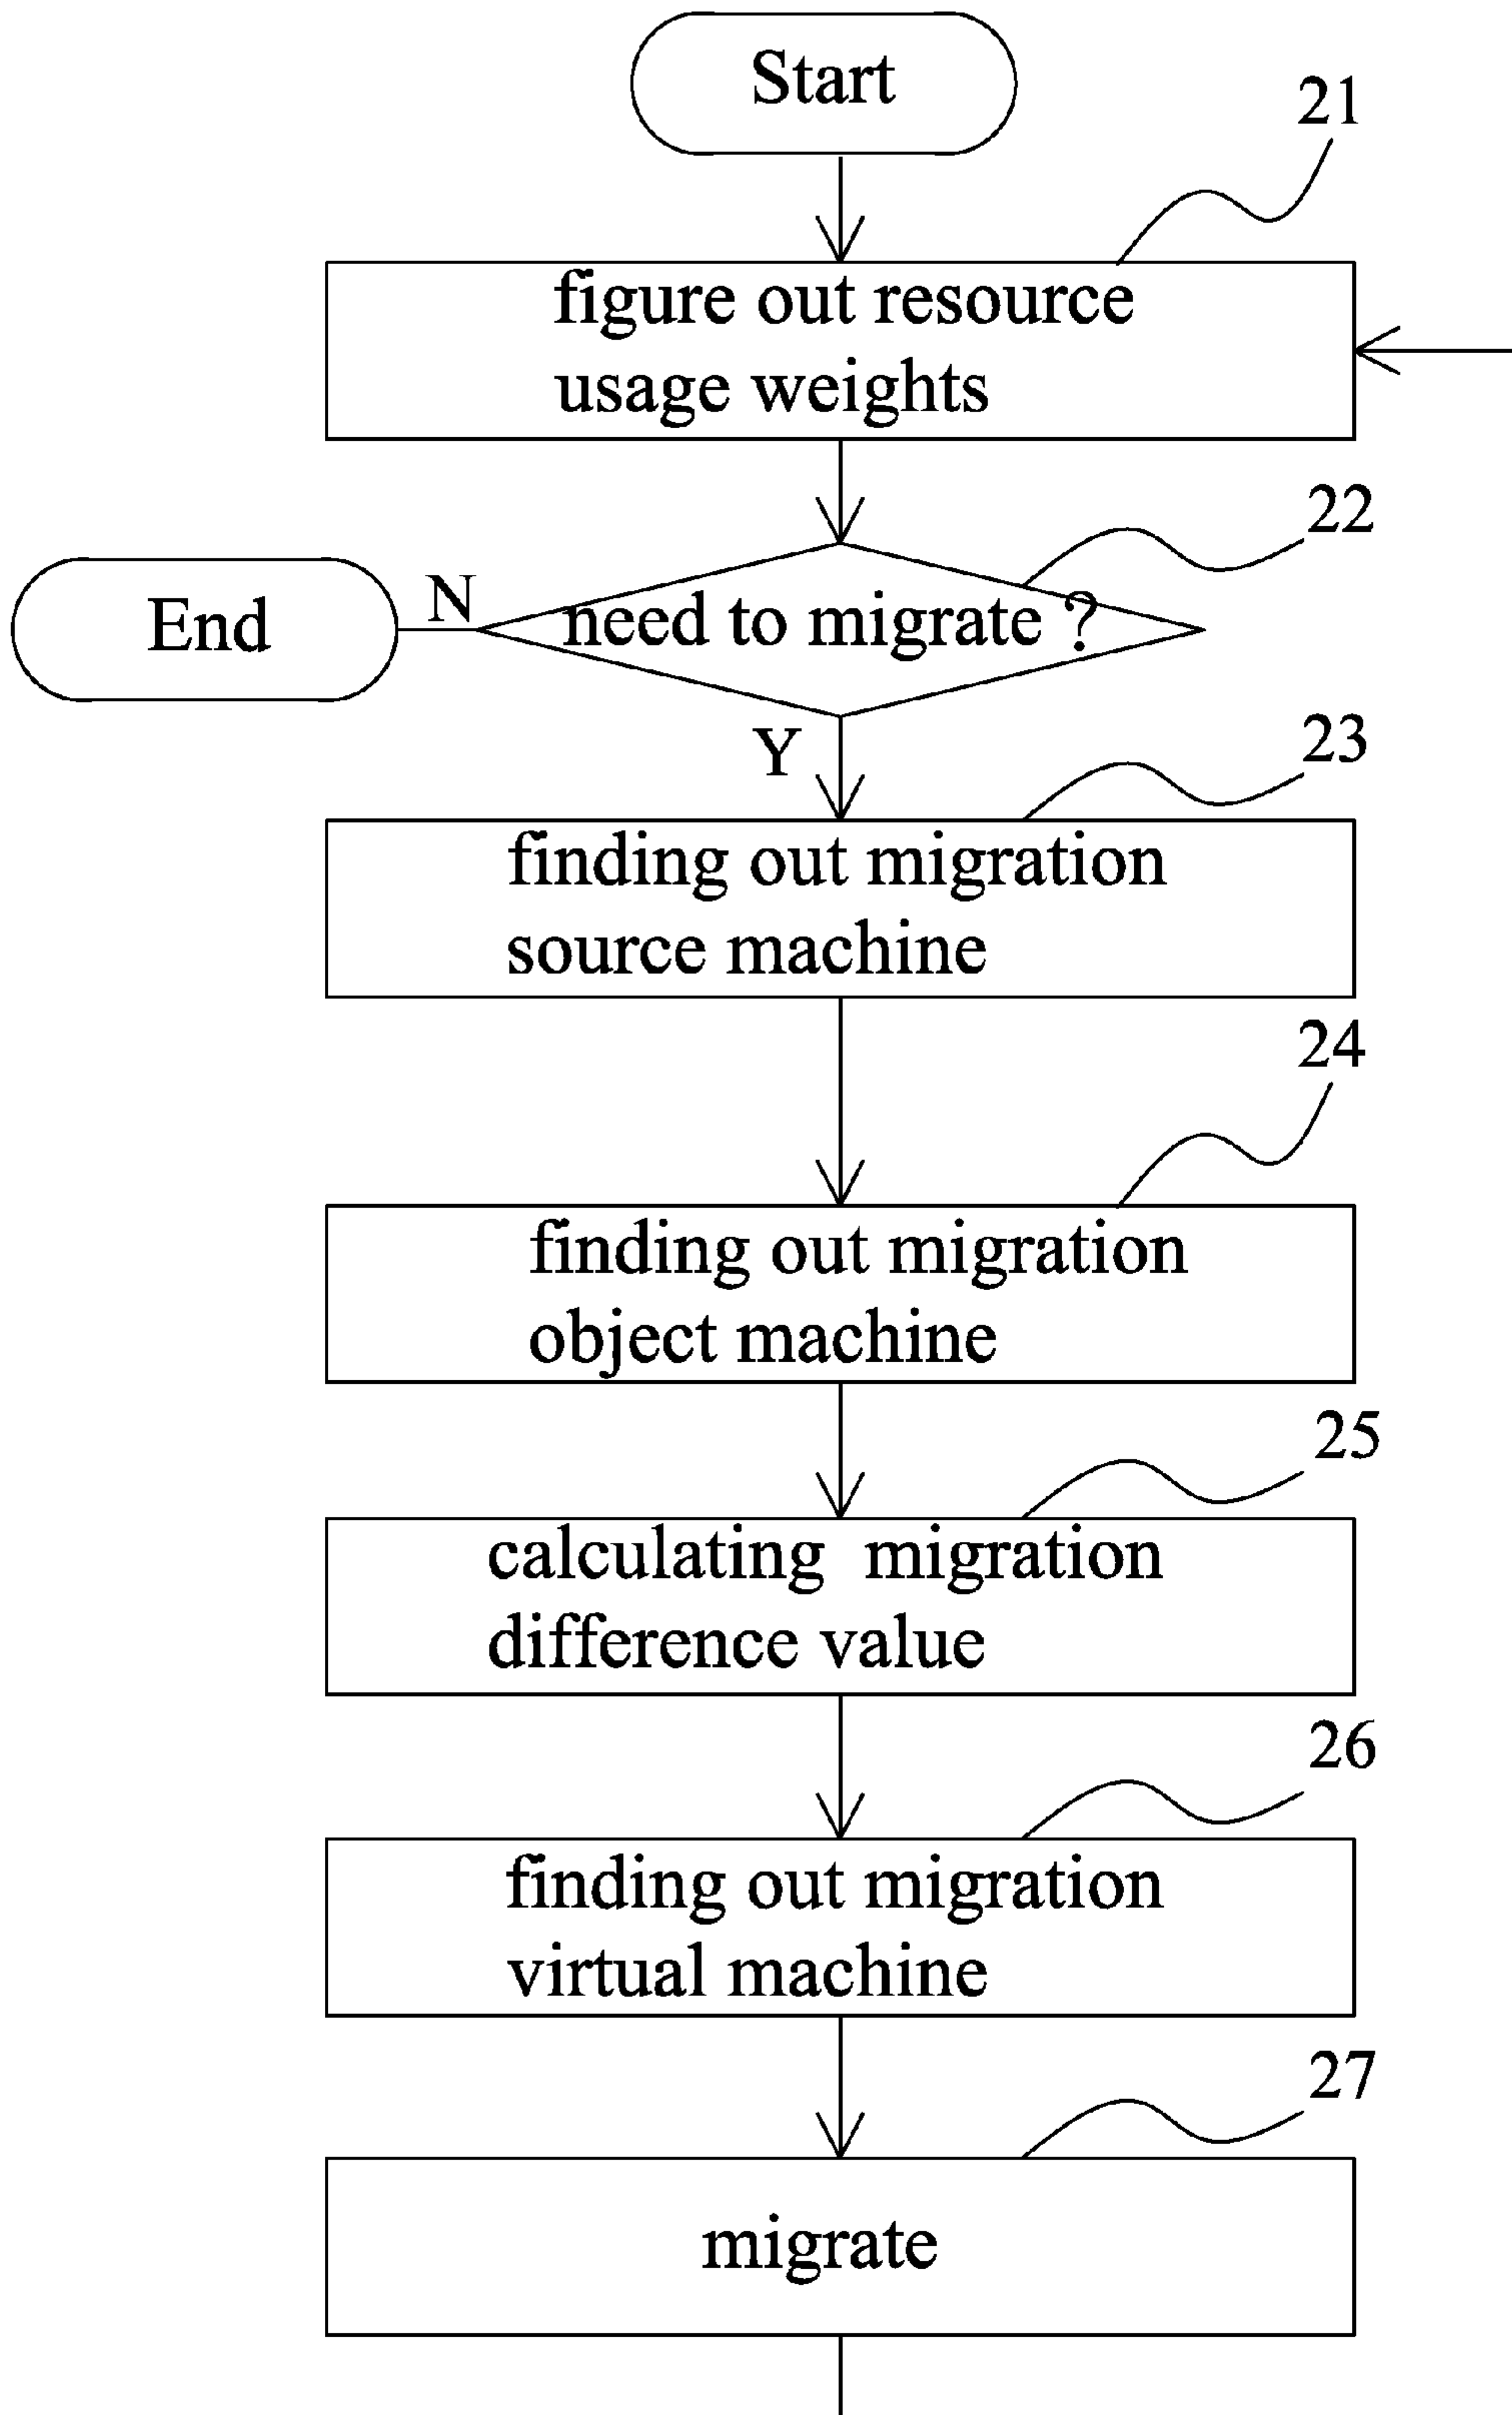 Start
21
figure out resource
usage weights
22
End
N
need to migrate ?
Y
23
finding out migration
source machine
24
finding out migration
object machine
25
calculating migration
difference value
26
finding out migration
virtual machine
27
migrate